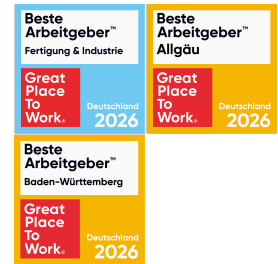 Beste
Arbeitgeber™
Fertigung & Industrie
Great
Place
To
Work®
Deutschland
2026
Beste
Arbeitgeber™
Allgäu
Great
Place
To
Work®
Deutschland
2026
Beste
Arbeitgeber™
Baden-Württemberg
Great
Place
To
Work®
Deutschland
2026